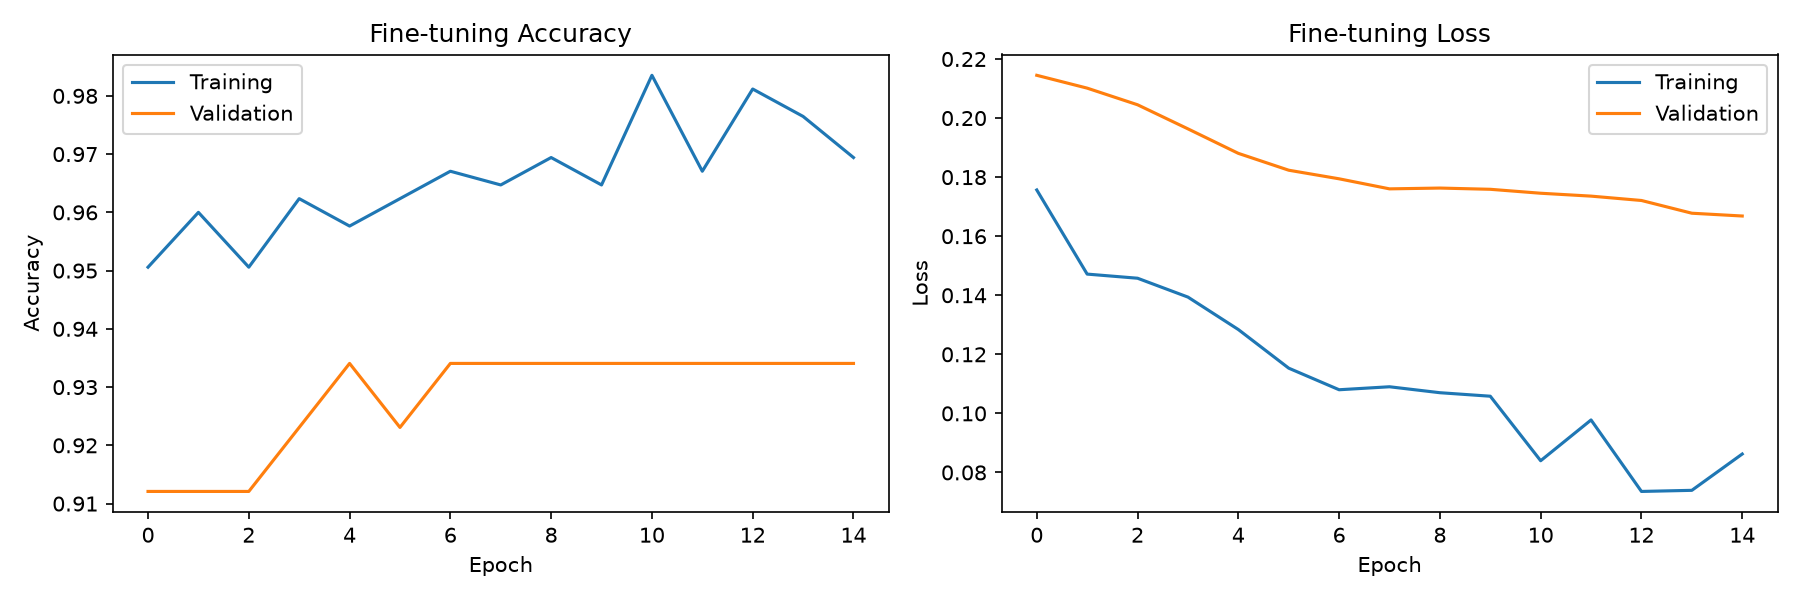 Fine-tuning Accuracy
Training
Validation
0.98
0.97
0.96
0.95
0.94
0.93
0.92
0.91
Accuracy
0 2 4 6 8 10 12 14
Epoch
Fine-tuning Loss
Training
Validation
0.22
0.20
0.18
0.16
0.14
0.12
0.10
0.08
Loss
0 2 4 6 8 10 12 14
Epoch